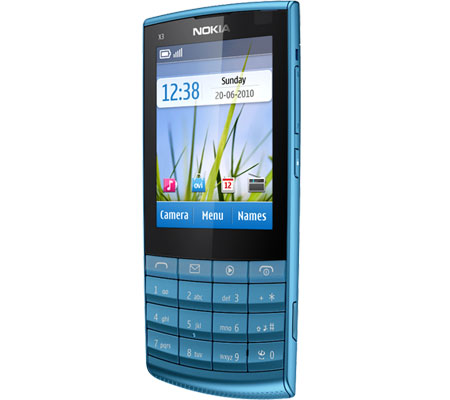 X3 NOKIA
Sunday
12:38
20-06-2010
ovi 12
Camera Menu Names
1 oo 2 abc def 3 + *
4 ghi 5 jkl mno 6
7 pqrs 8 tuv wxyz 9 0